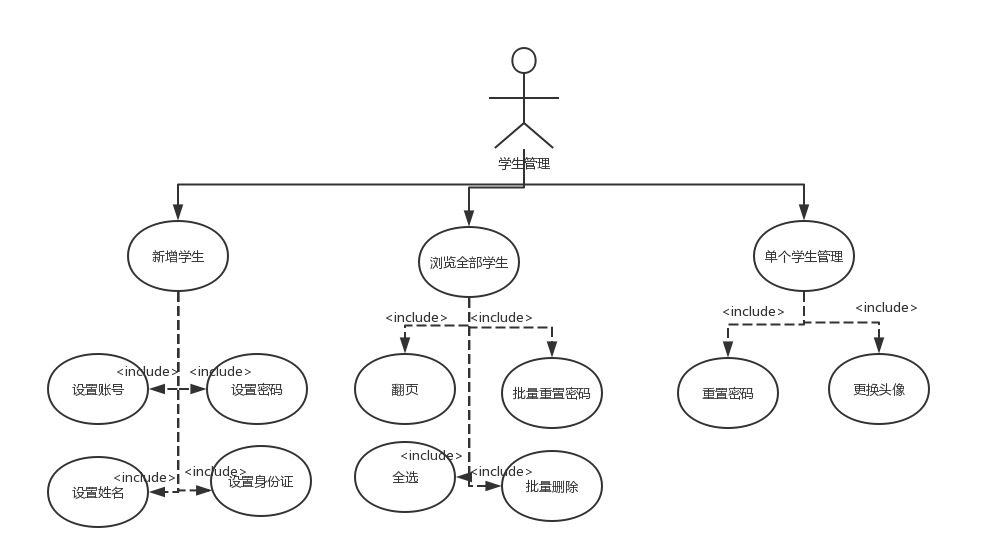 学生管理
新增学生
浏览全部学生
单个学生管理
<include>
<include>
<include>
<include>
<include>
<include>
设置账号
设置密码
翻页
批量重置密码
重置密码
更换头像
<include>
<include>
<include>
<include>
设置姓名
设置身份证
全选
批量删除